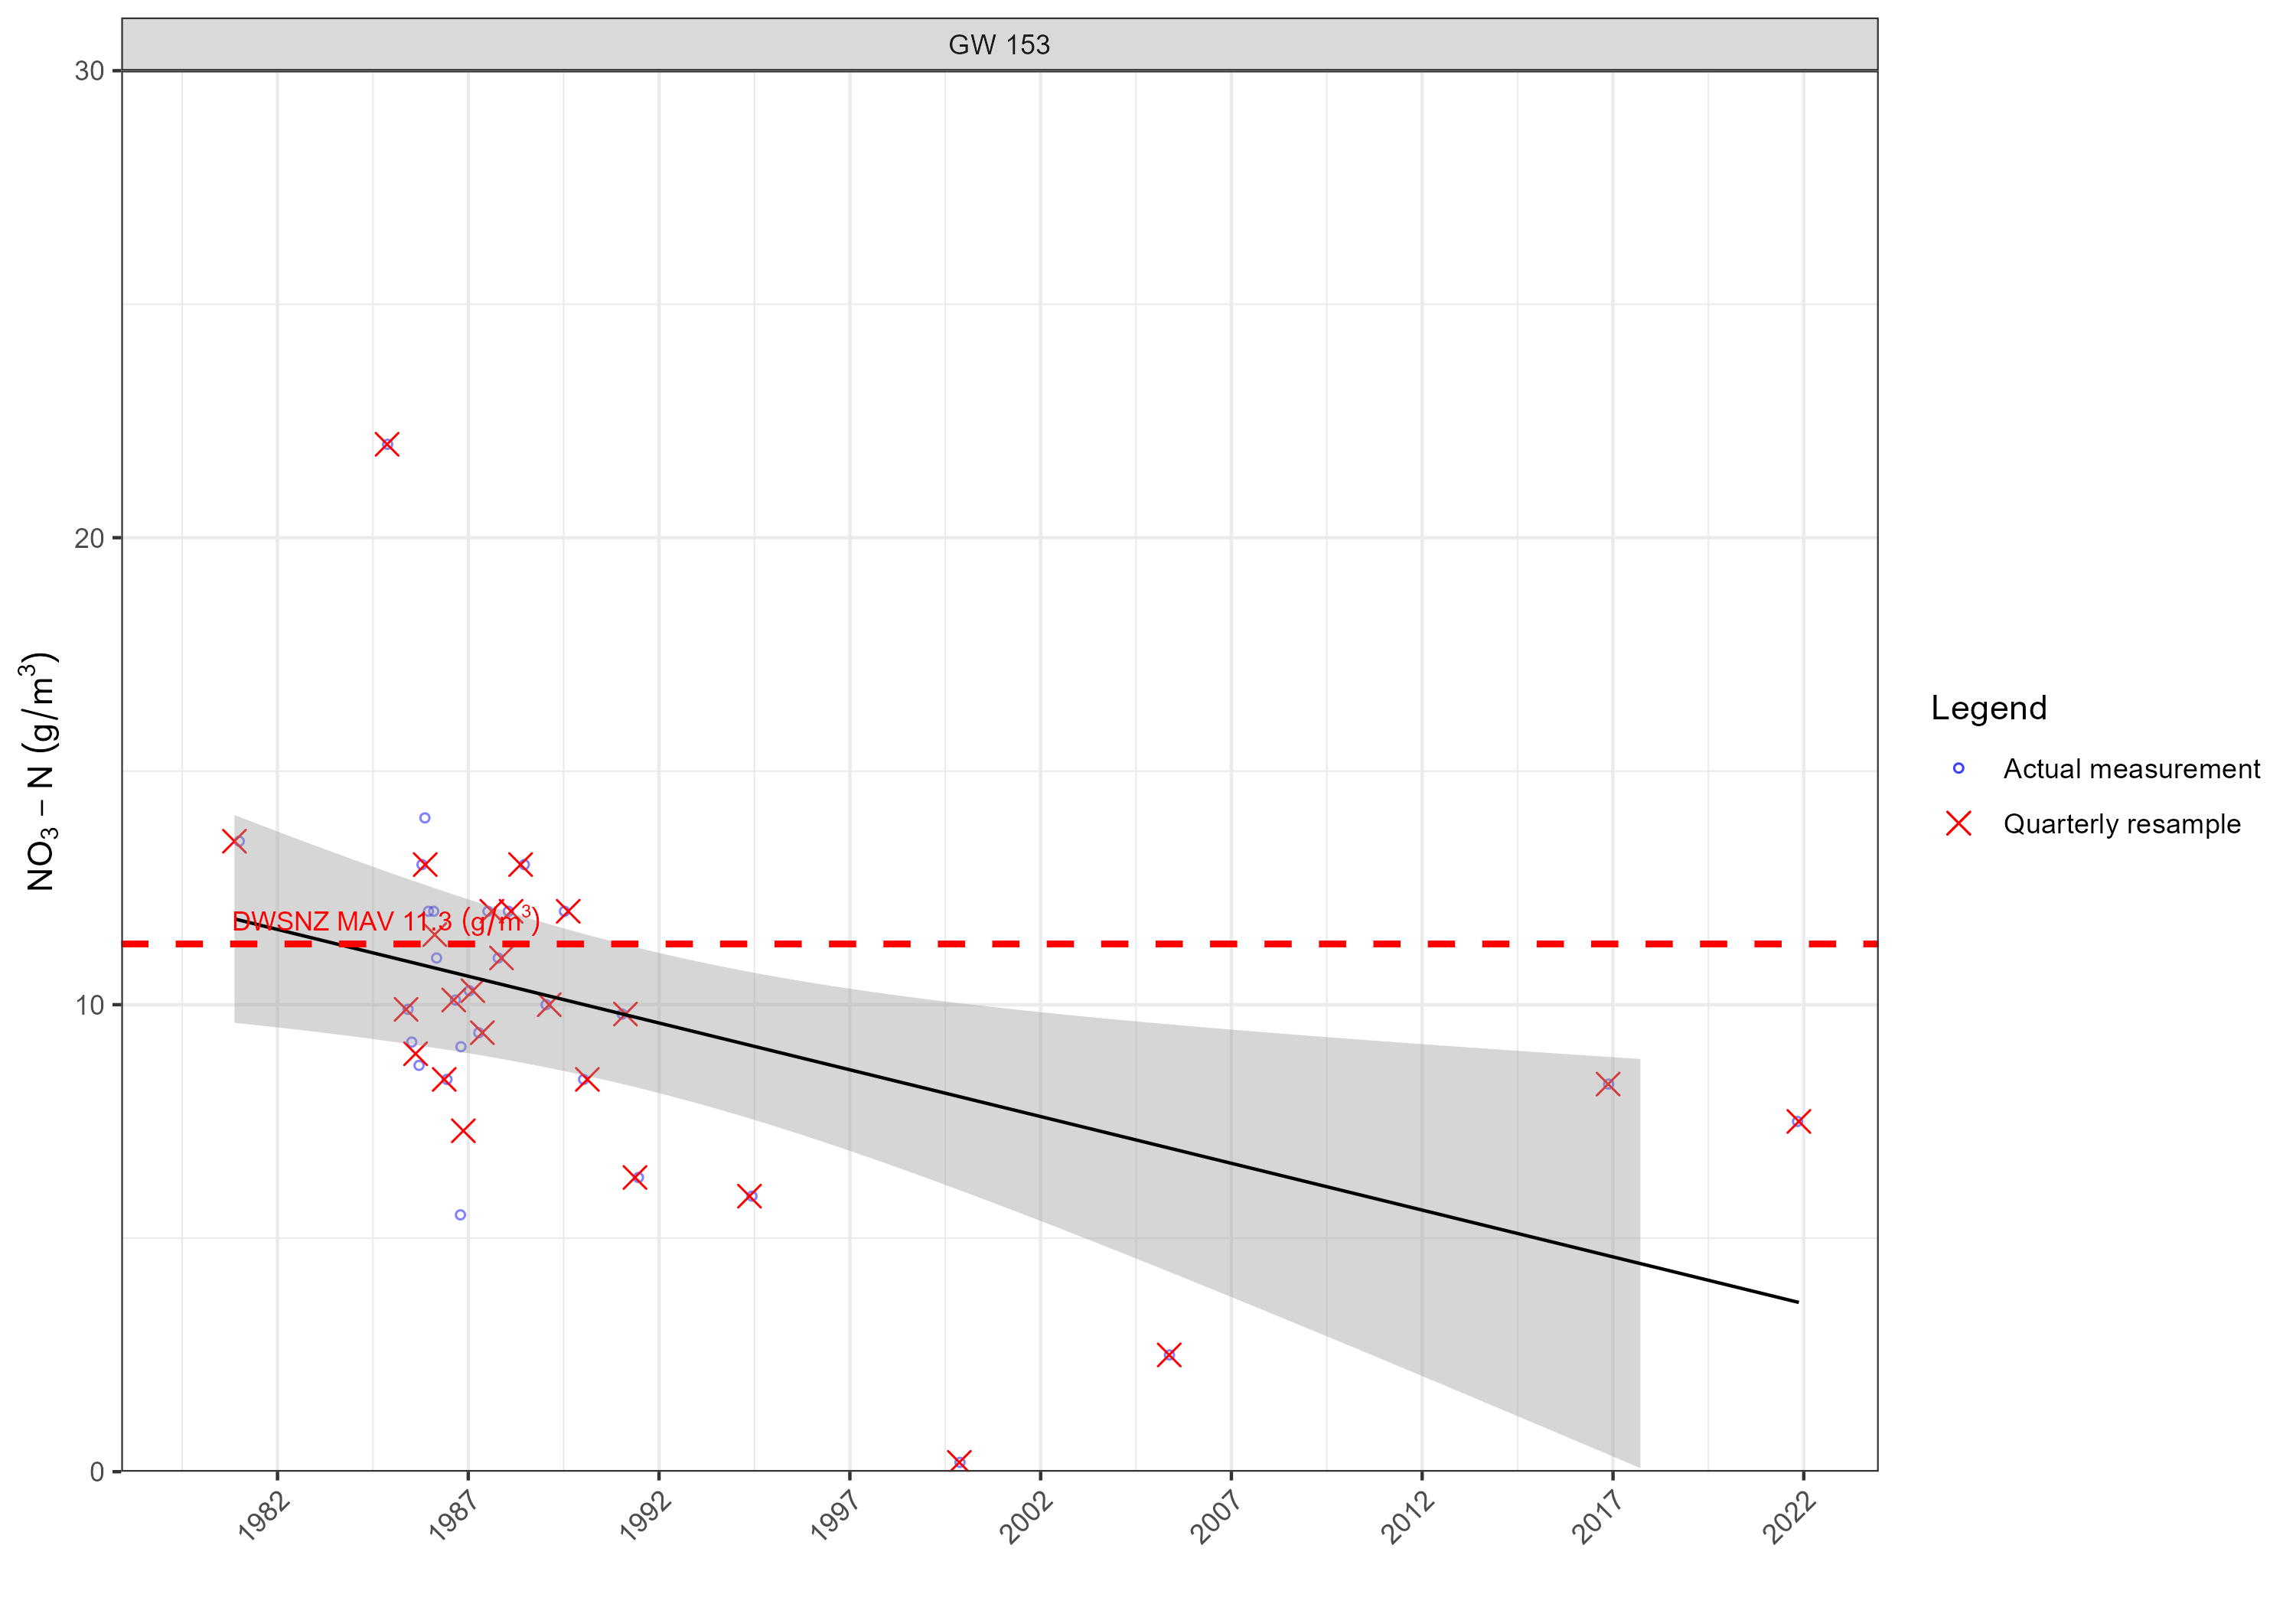 GW 153
30
20
10
0
NO₃ – N (g/m³)
DWSNZ MAV 11.3 (g/m³)
1982
1987
1992
1997
2002
2007
2012
2017
2022
Legend
Actual measurement
Quarterly resample